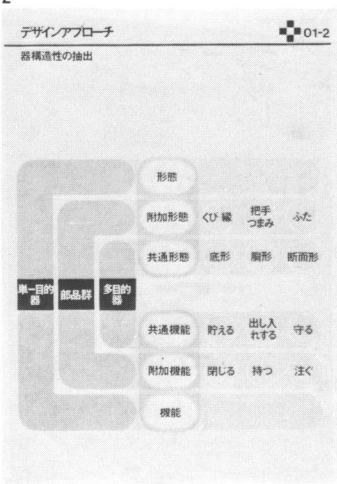 2
デザインアプローチ
01-2
器構造性の抽出
形態
附加形態 くび 縁 把手 つまみ ふた
共通形態 底形 胴形 断面形
単一目的器 部品群 多目的器
共通機能 貯える 出し入れする 守る
附加機能 閉じる 持つ 注ぐ
機能